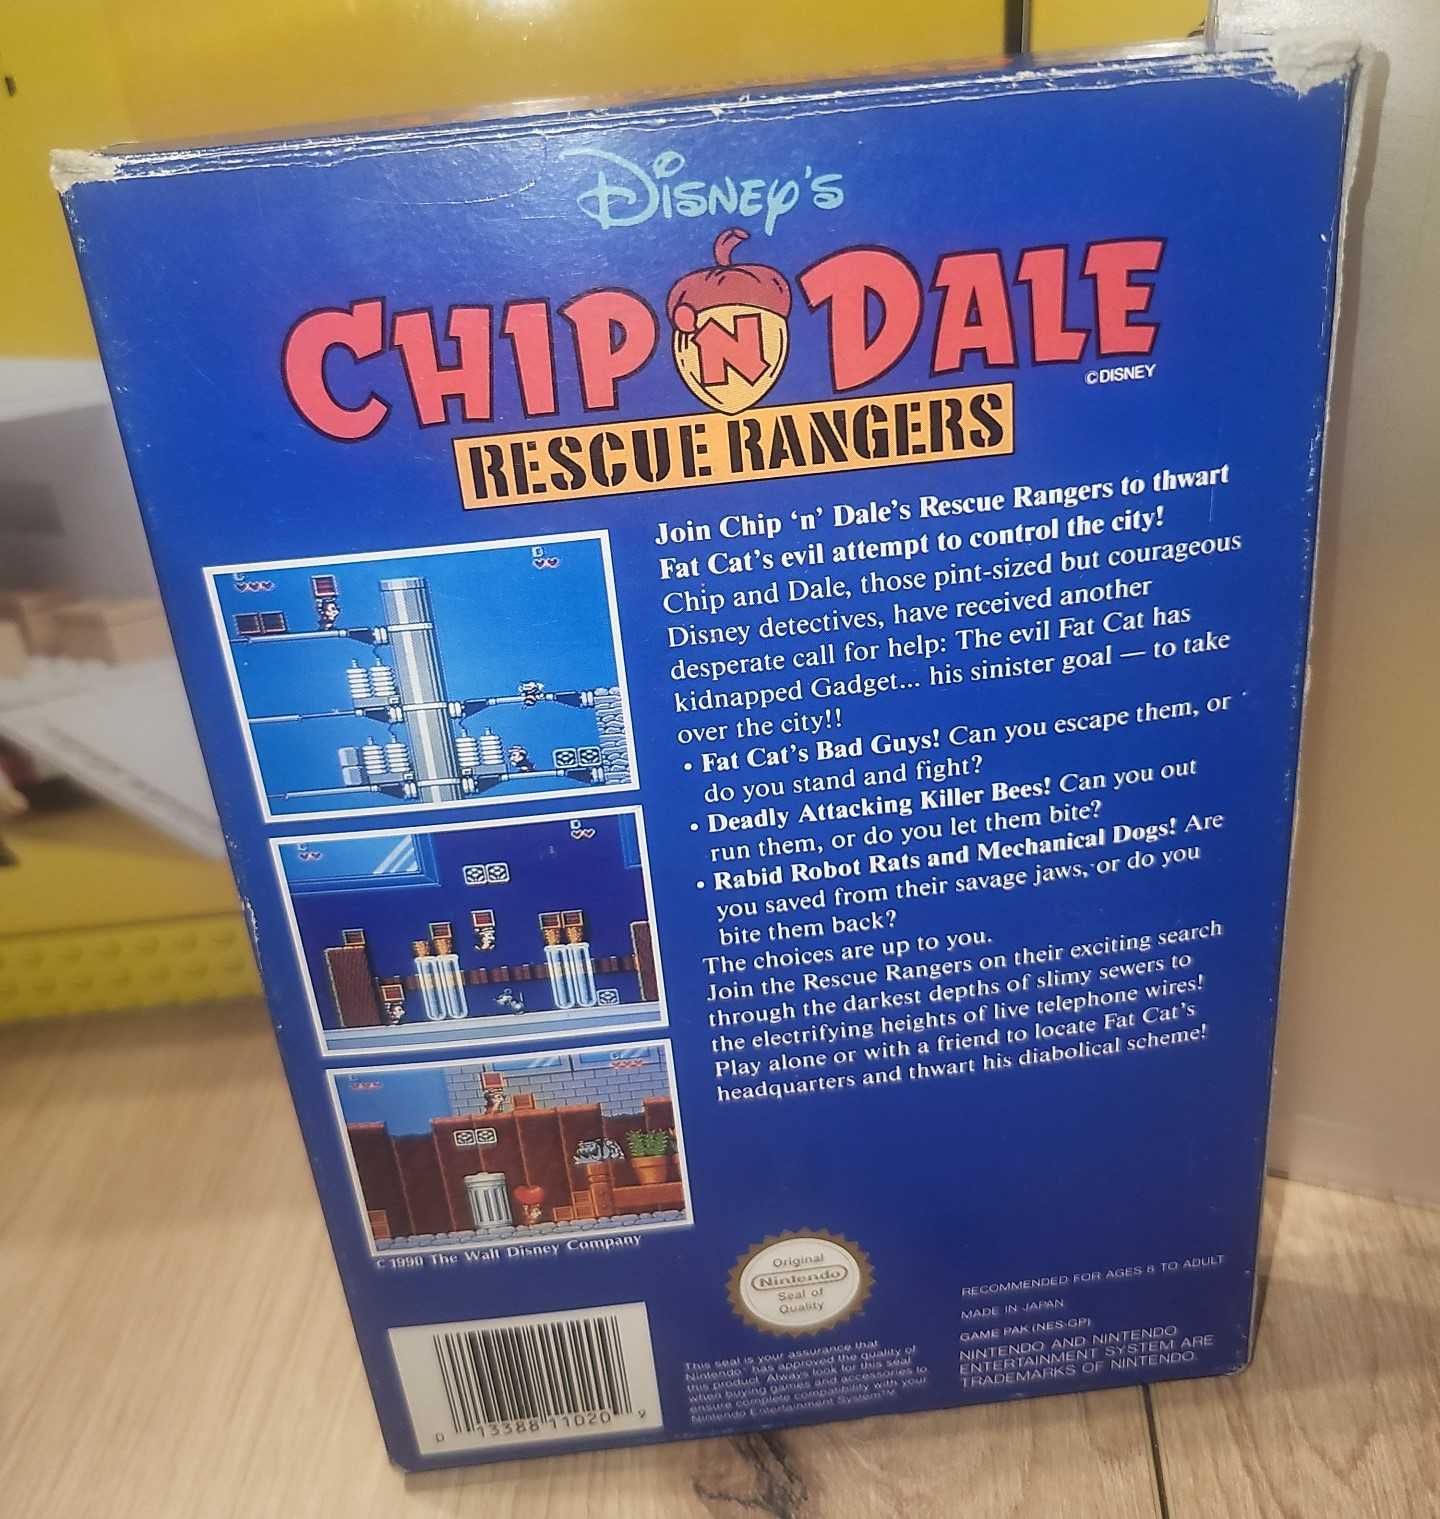 DISNEY'S
CHIP 'N DALE
©DISNEY
RESCUE RANGERS
Join Chip ‘n’ Dale’s Rescue Rangers to thwart
Fat Cat’s evil attempt to control the city!
Chip and Dale, those pint-sized but courageous
Disney detectives, have received another
desperate call for help: The evil Fat Cat has
kidnapped Gadget... his sinister goal — to take
over the city!!
• Fat Cat’s Bad Guys! Can you escape them, or
do you stand and fight?
• Deadly Attacking Killer Bees! Can you out
run them, or do you let them bite?
• Rabid Robot Rats and Mechanical Dogs! Are
you saved from their savage jaws, or do you
bite them back?
The choices are up to you.
Join the Rescue Rangers on their exciting search
through the darkest depths of slimy sewers to
the electrifying heights of live telephone wires!
Play alone or with a friend to locate Fat Cat’s
headquarters and thwart his diabolical scheme!
© 1990 The Walt Disney Company
Original
Nintendo
Seal of
Quality
This seal is your assurance that
Nintendo® has approved the quality of
this product. Always look for this seal
when buying games and accessories to
ensure complete compatibility with your
Nintendo Entertainment System™.
RECOMMENDED FOR AGES 8 TO ADULT
MADE IN JAPAN
GAME PAK (NES-GP)
NINTENDO AND NINTENDO
ENTERTAINMENT SYSTEM ARE
TRADEMARKS OF NINTENDO.
0 13388 11020 9